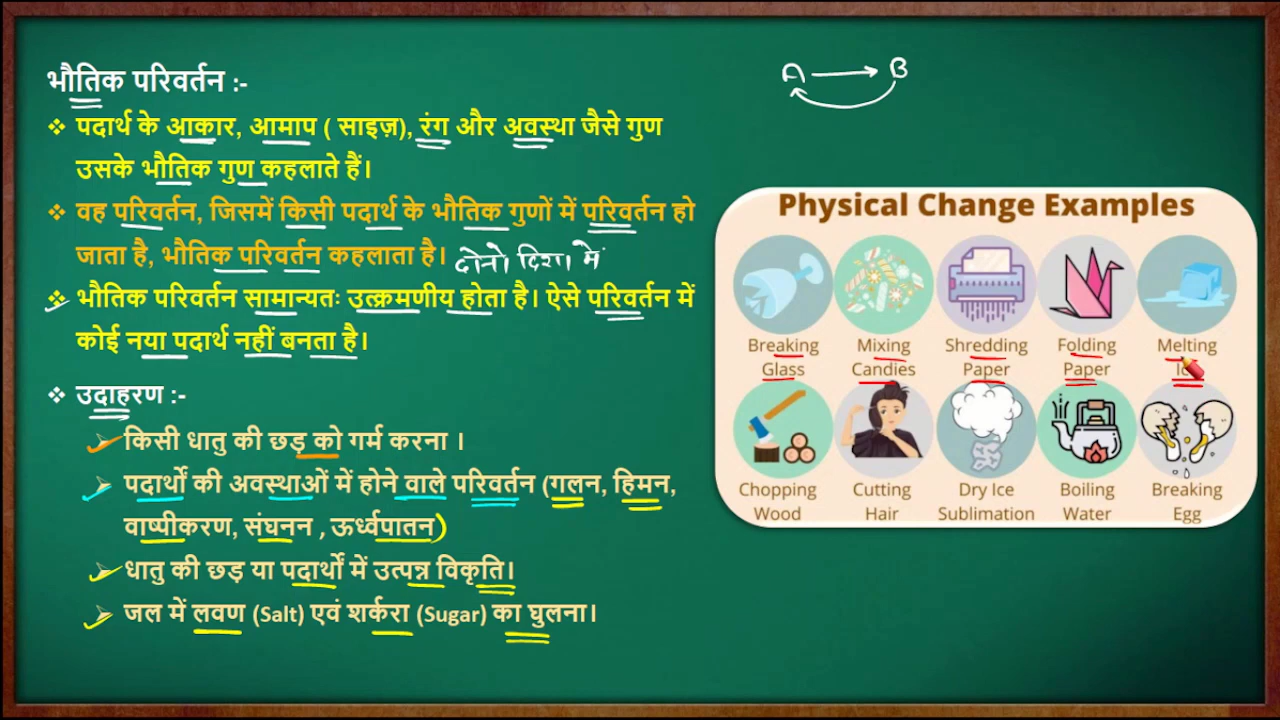 भौतिक परिवर्तन :-
❖ पदार्थ के आकार, आमाप ( साइज़), रंग और अवस्था जैसे गुण
उसके भौतिक गुण कहलाते हैं।
❖ वह परिवर्तन, जिसमें किसी पदार्थ के भौतिक गुणों में परिवर्तन हो
जाता है, भौतिक परिवर्तन कहलाता है। दोनो दिशा में
❖ भौतिक परिवर्तन सामान्यतः उत्क्रमणीय होता है। ऐसे परिवर्तन में
कोई नया पदार्थ नहीं बनता है।
❖ उदाहरण :-
➢ किसी धातु की छड़ को गर्म करना ।
➢ पदार्थों की अवस्थाओं में होने वाले परिवर्तन (गलन, हिमन,
वाष्पीकरण, संघनन , ऊर्ध्वपातन)
➢ धातु की छड़ या पदार्थों में उत्पन्न विकृति।
➢ जल में लवण (Salt) एवं शर्करा (Sugar) का घुलना।
A → B
Physical Change Examples
Breaking Glass
Mixing Candies
Shredding Paper
Folding Paper
Melting
Chopping Wood
Cutting Hair
Dry Ice Sublimation
Boiling Water
Breaking Egg